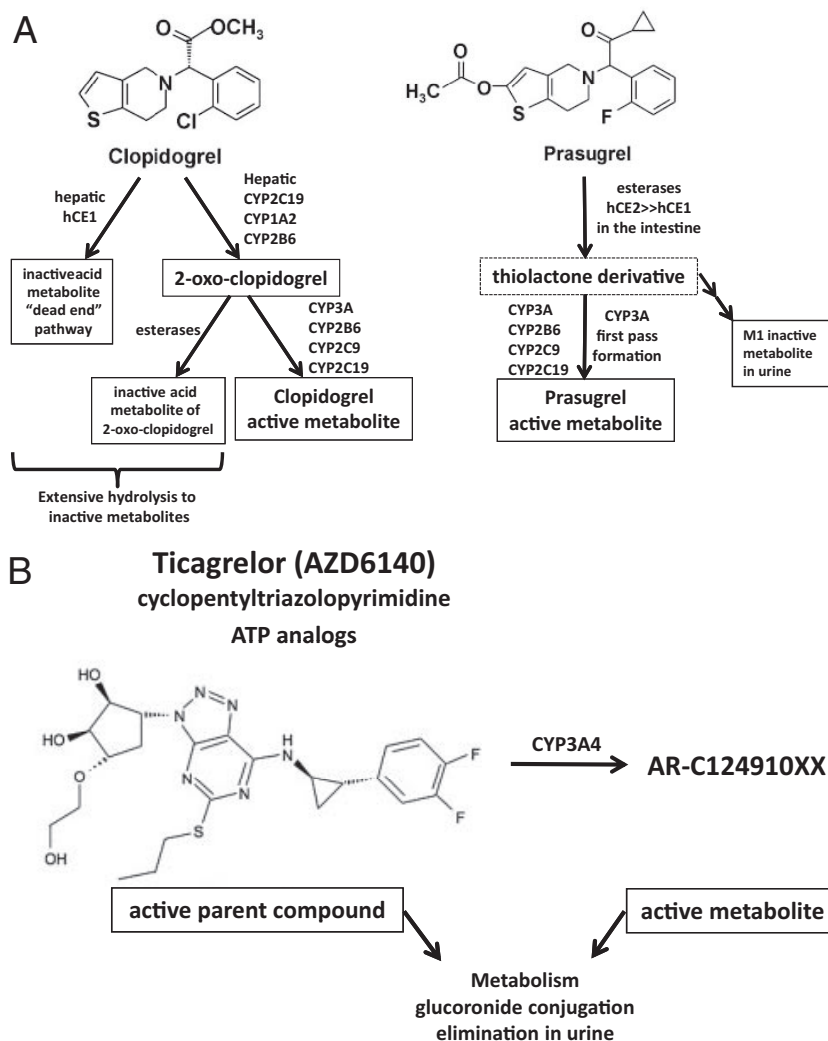 A
O
OCH₃
N
S
Cl
Clopidogrel
hepatic
hCE1
Hepatic
CYP2C19
CYP1A2
CYP2B6
inactiveacid
metabolite
“dead end”
pathway
2-oxo-clopidogrel
esterases
CYP3A
CYP2B6
CYP2C9
CYP2C19
inactive acid
metabolite of
2-oxo-clopidogrel
Clopidogrel
active metabolite
Extensive hydrolysis to
inactive metabolites
O
O
N
H₃C
O
S
F
Prasugrel
esterases
hCE2>>hCE1
in the intestine
thiolactone derivative
CYP3A
CYP2B6
CYP2C9
CYP2C19
CYP3A
first pass
formation
M1 inactive
metabolite
in urine
Prasugrel
active metabolite
B
Ticagrelor (AZD6140)
cyclopentyltriazolopyrimidine
ATP analogs
HO
N
N
N
HO
H
N
F
O
N
N
F
S
OH
CYP3A4
AR-C124910XX
active parent compound
active metabolite
Metabolism
glucoronide conjugation
elimination in urine